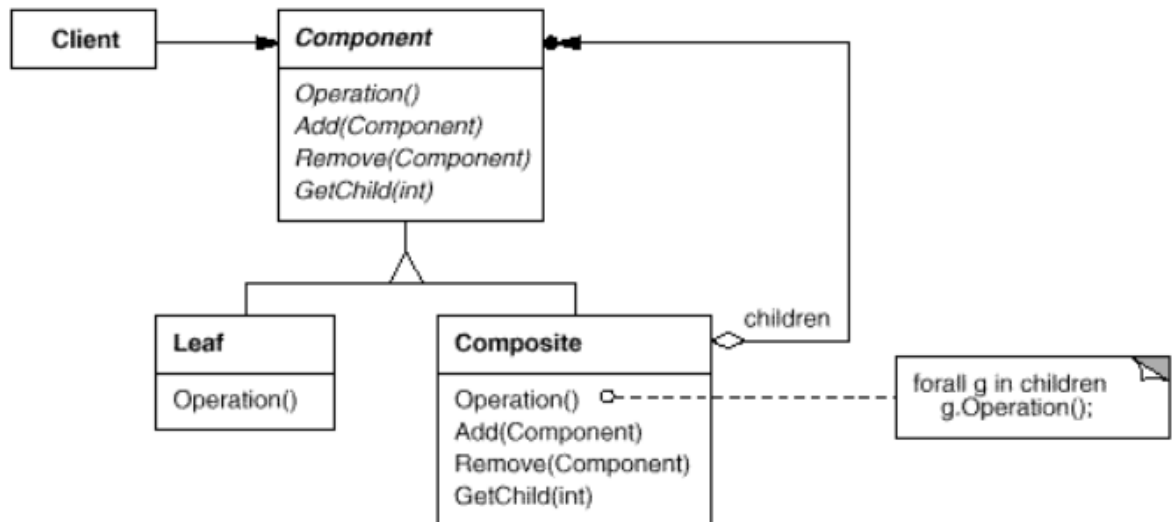 Client
Component
Operation()
Add(Component)
Remove(Component)
GetChild(int)
Leaf
Operation()
Composite
Operation()
Add(Component)
Remove(Component)
GetChild(int)
children
forall g in children
g.Operation();